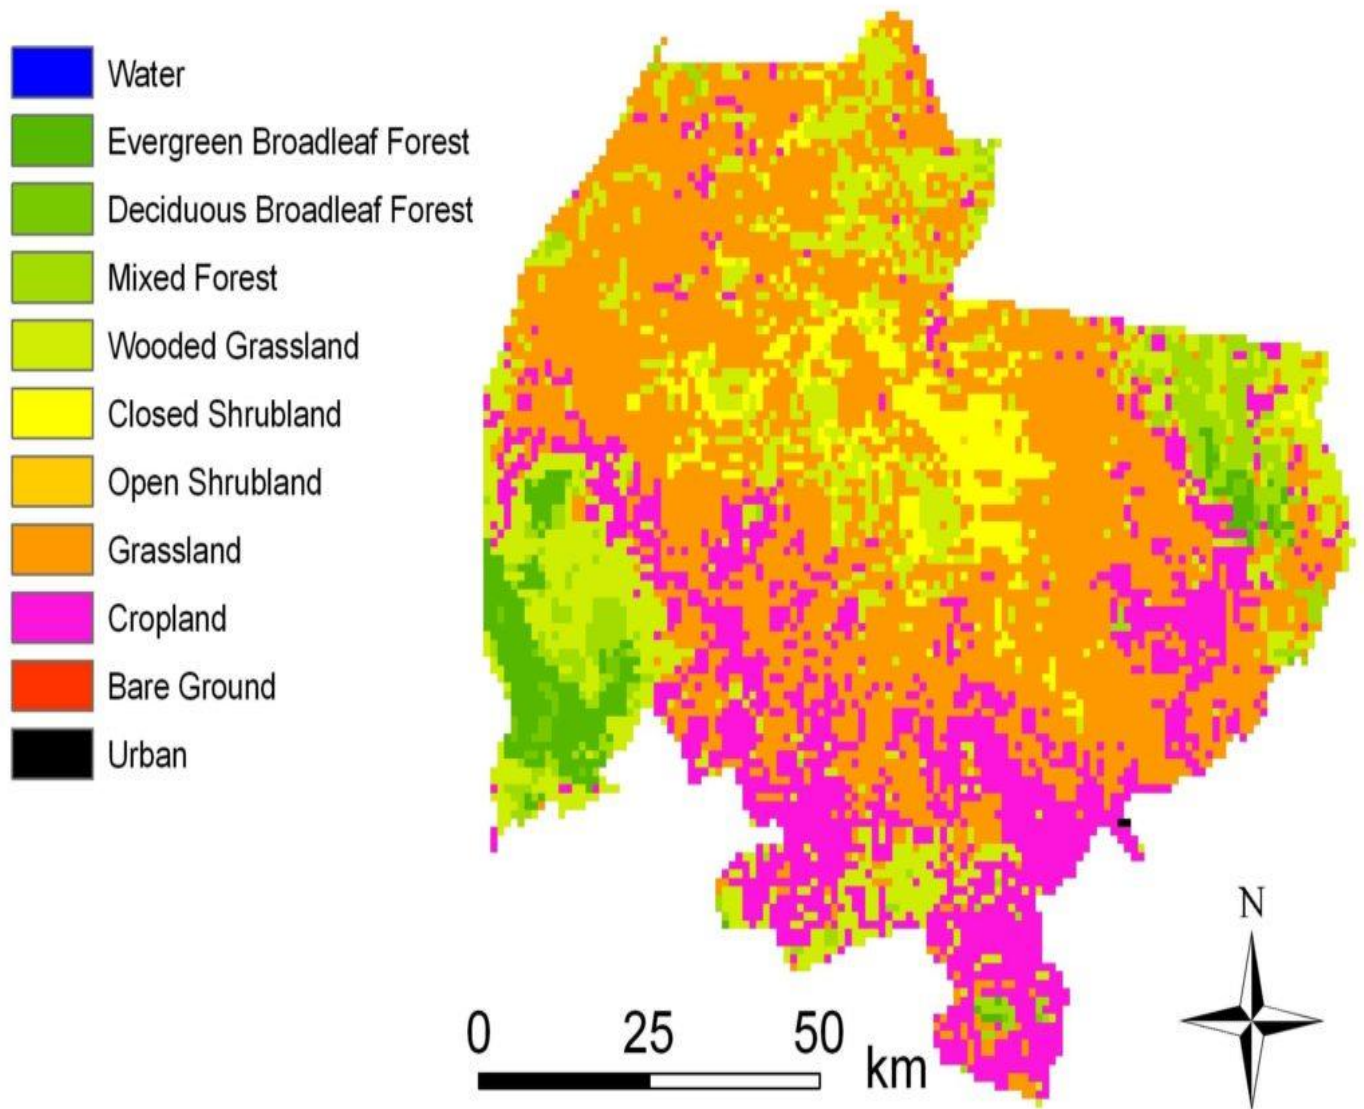 Water
Evergreen Broadleaf Forest
Deciduous Broadleaf Forest
Mixed Forest
Wooded Grassland
Closed Shrubland
Open Shrubland
Grassland
Cropland
Bare Ground
Urban
N
0 25 50
km